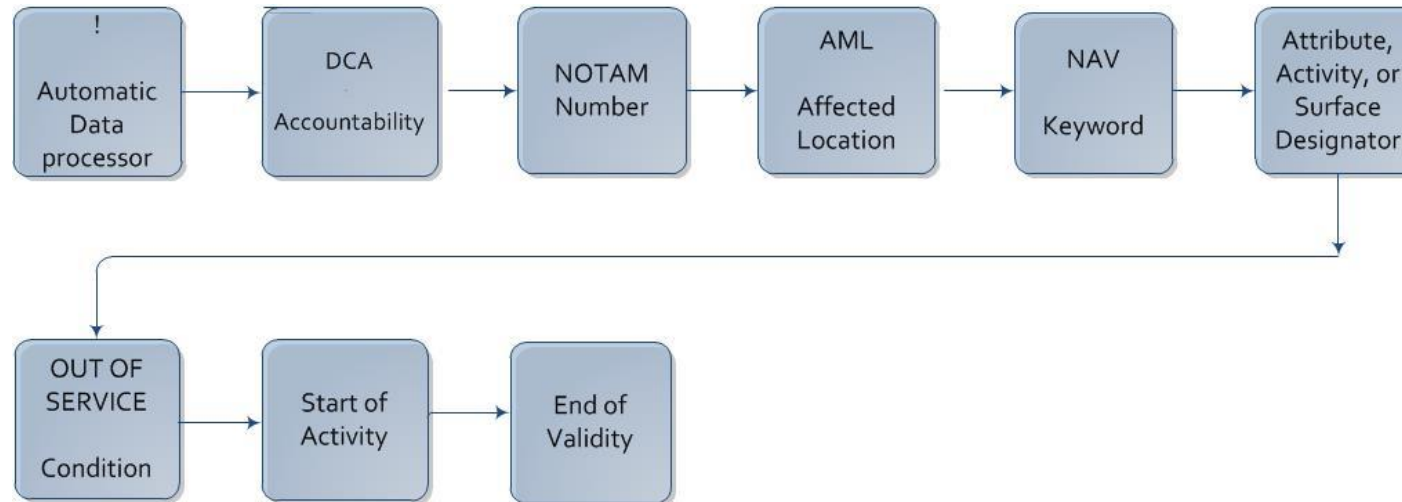 !
Automatic
Data
processor
DCA
Accountability
NOTAM
Number
AML
Affected
Location
NAV
Keyword
Attribute,
Activity, or
Surface
Designator
OUT OF
SERVICE
Condition
Start of
Activity
End of
Validity